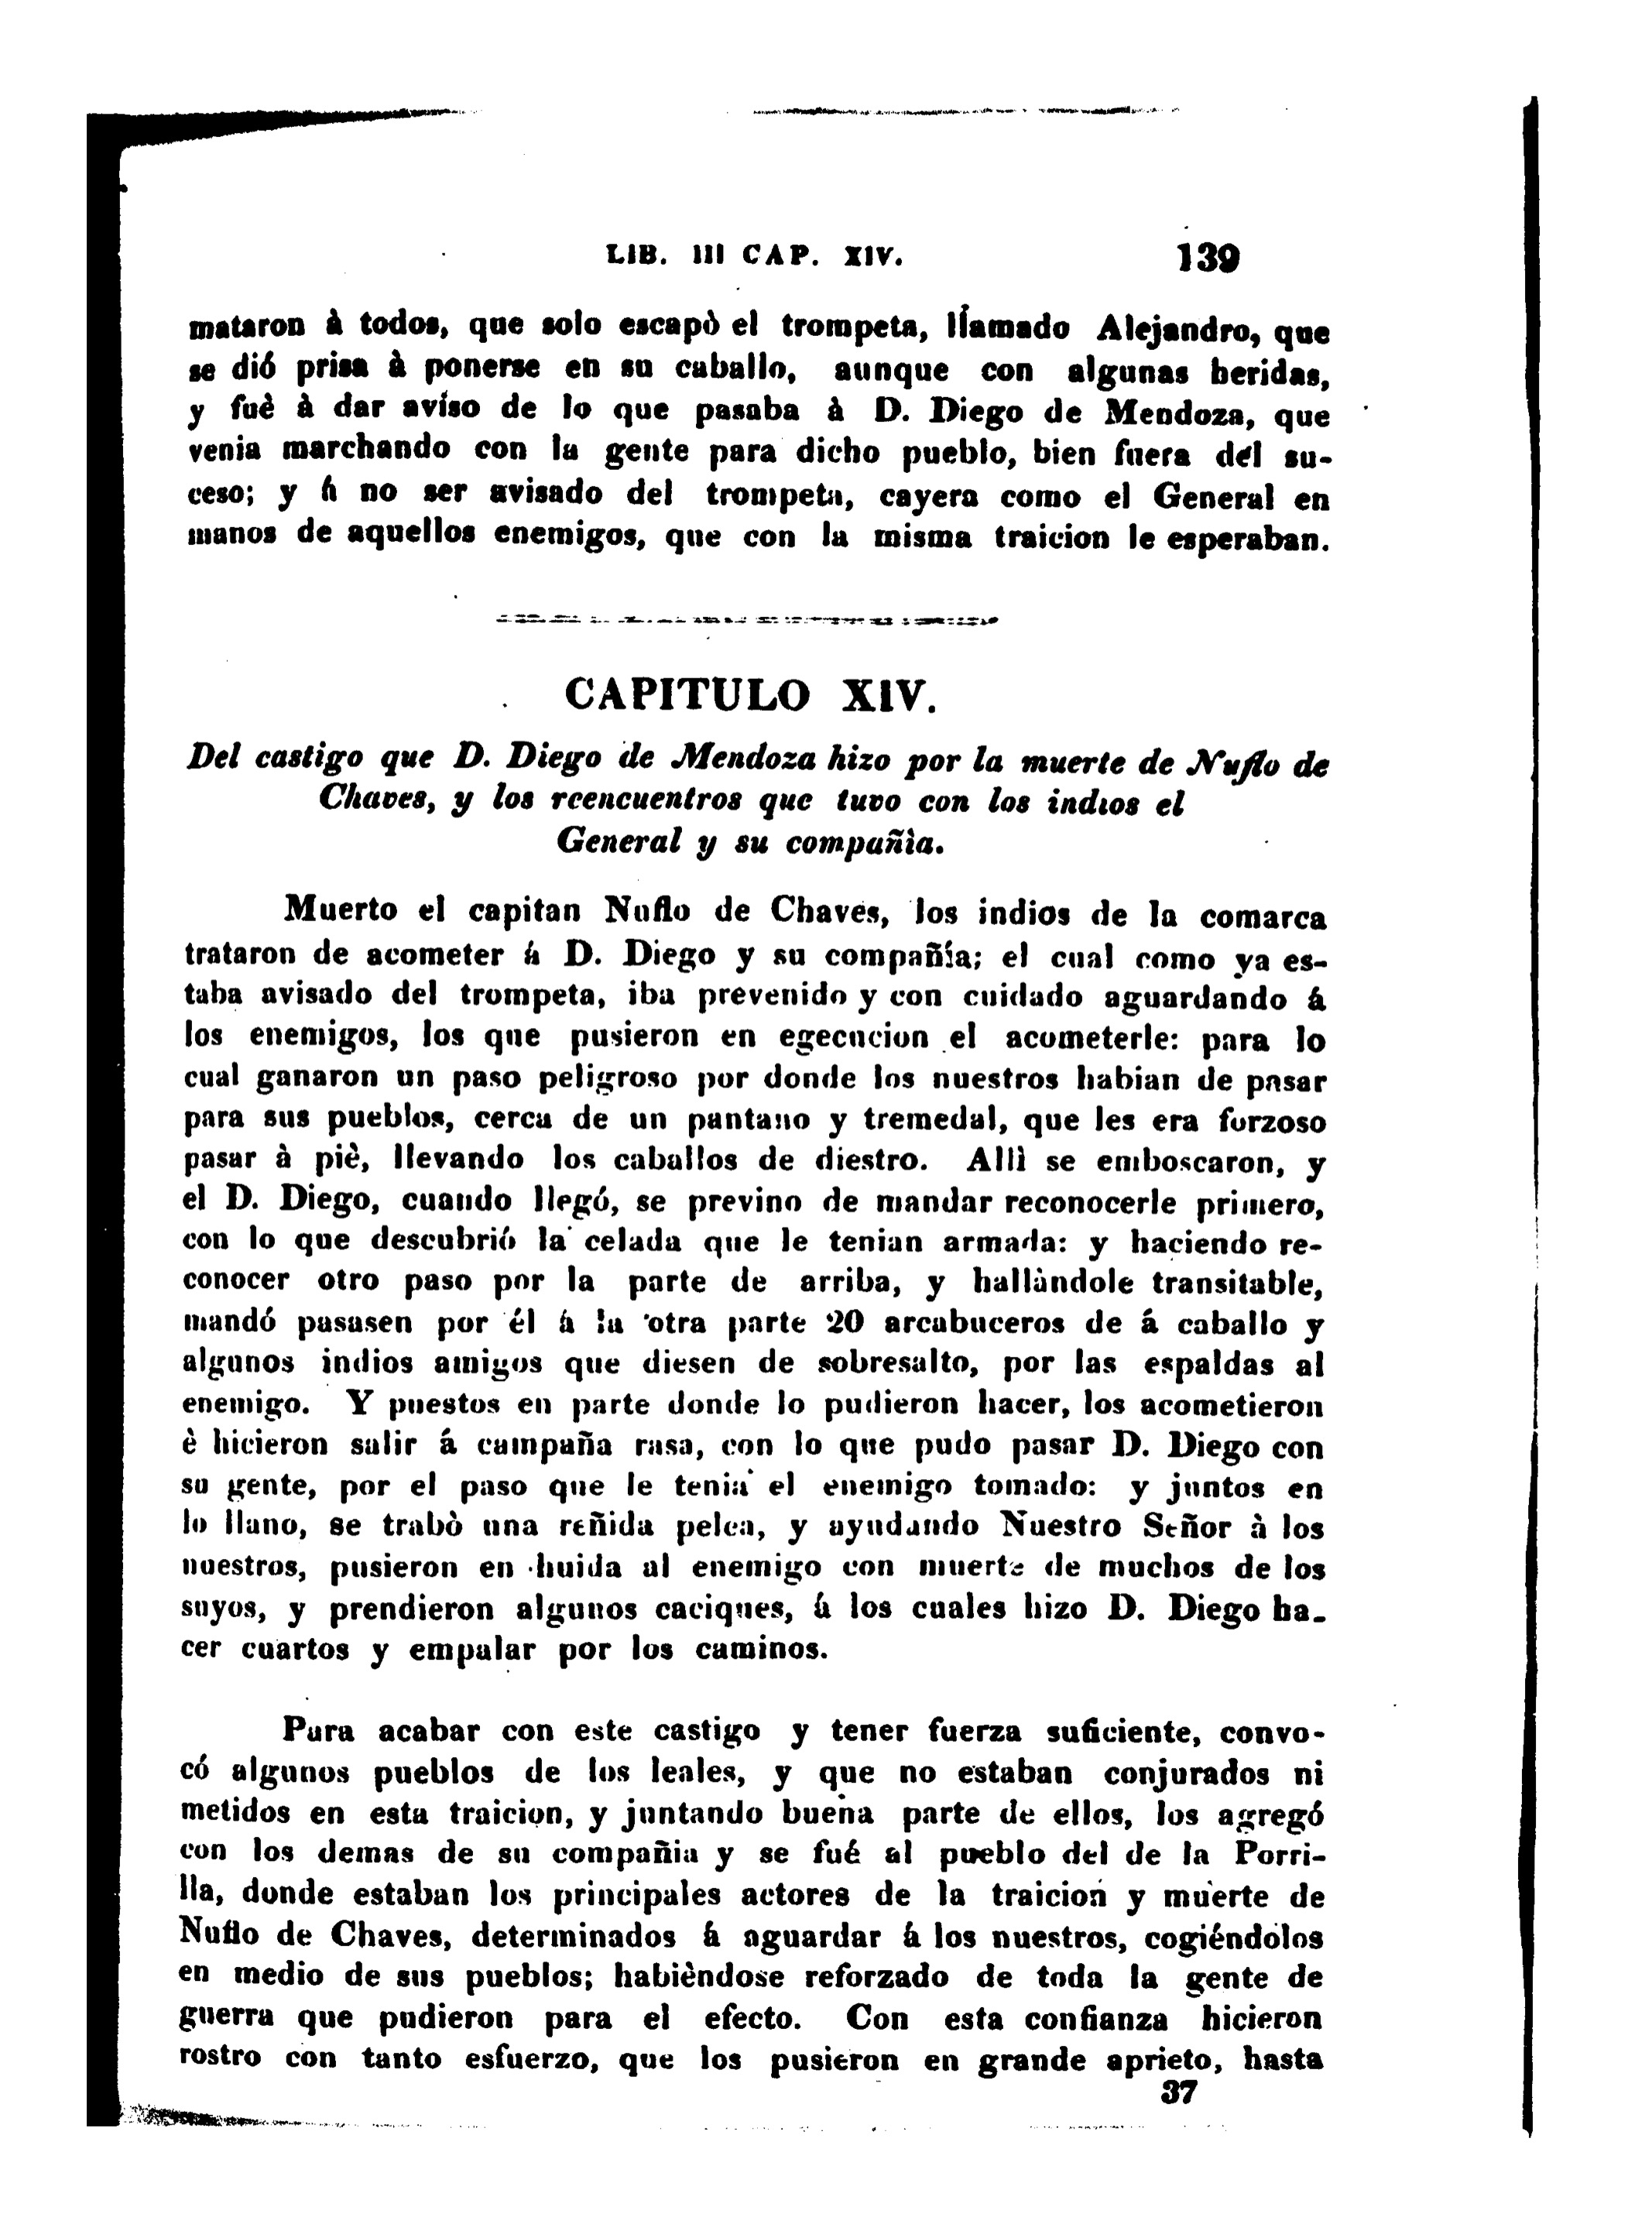 LIB. III CAP. XIV. 139
mataron à todos, que solo escapò el trompeta, llamado Alejandro, que
se dió prisa à ponerse en su caballo, aunque con algunas heridas,
y fuè à dar aviso de lo que pasaba à D. Diego de Mendoza, que
venia marchando con la gente para dicho pueblo, bien fuera del su-
ceso; y á no ser avisado del trompeta, cayera como el General en
manos de aquellos enemigos, que con la misma traicion le esperaban.
CAPITULO XIV.
Del castigo que D. Diego de Mendoza hizo por la muerte de Nuflo de
Chaves, y los reencuentros que tuvo con los indios el
General y su compañìa.
Muerto el capitan Nuflo de Chaves, los indios de la comarca
trataron de acometer á D. Diego y su compañía; el cual como ya es-
taba avisado del trompeta, iba prevenido y con cuidado aguardando á
los enemigos, los que pusieron en egecucion el acometerle: para lo
cual ganaron un paso peligroso por donde los nuestros habian de pasar
para sus pueblos, cerca de un pantano y tremedal, que les era forzoso
pasar à piè, llevando los caballos de diestro. Allì se emboscaron, y
el D. Diego, cuando llegó, se previno de mandar reconocerle primero,
con lo que descubrió la celada que le tenian armada: y haciendo re-
conocer otro paso por la parte de arriba, y hallàndole transitable,
mandó pasasen por él á la otra parte 20 arcabuceros de á caballo y
algunos indios amigos que diesen de sobresalto, por las espaldas al
enemigo. Y puestos en parte donde lo pudieron hacer, los acometieron
è hicieron salir á campaña rasa, con lo que pudo pasar D. Diego con
su gente, por el paso que le tenia el enemigo tomado: y juntos en
lo llano, se trabò una reñida pelea, y ayudando Nuestro Señor à los
nuestros, pusieron en huida al enemigo con muerte de muchos de los
suyos, y prendieron algunos caciques, á los cuales hizo D. Diego ha-
cer cuartos y empalar por los caminos.
Para acabar con este castigo y tener fuerza suficiente, convo-
có algunos pueblos de los leales, y que no estaban conjurados ni
metidos en esta traicion, y juntando buena parte de ellos, los agregó
con los demas de su compañia y se fué al pueblo del de la Porri-
lla, donde estaban los principales actores de la traicion y muerte de
Nuflo de Chaves, determinados á aguardar á los nuestros, cogiéndolos
en medio de sus pueblos; habièndose reforzado de toda la gente de
guerra que pudieron para el efecto. Con esta confianza hicieron
rostro con tanto esfuerzo, que los pusieron en grande aprieto, hasta
37